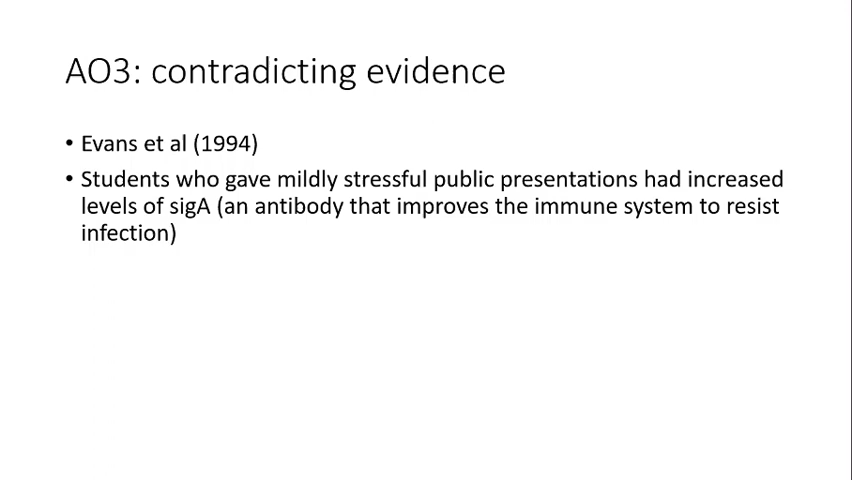 AO3: contradicting evidence
• Evans et al (1994)
• Students who gave mildly stressful public presentations had increased
levels of sigA (an antibody that improves the immune system to resist
infection)